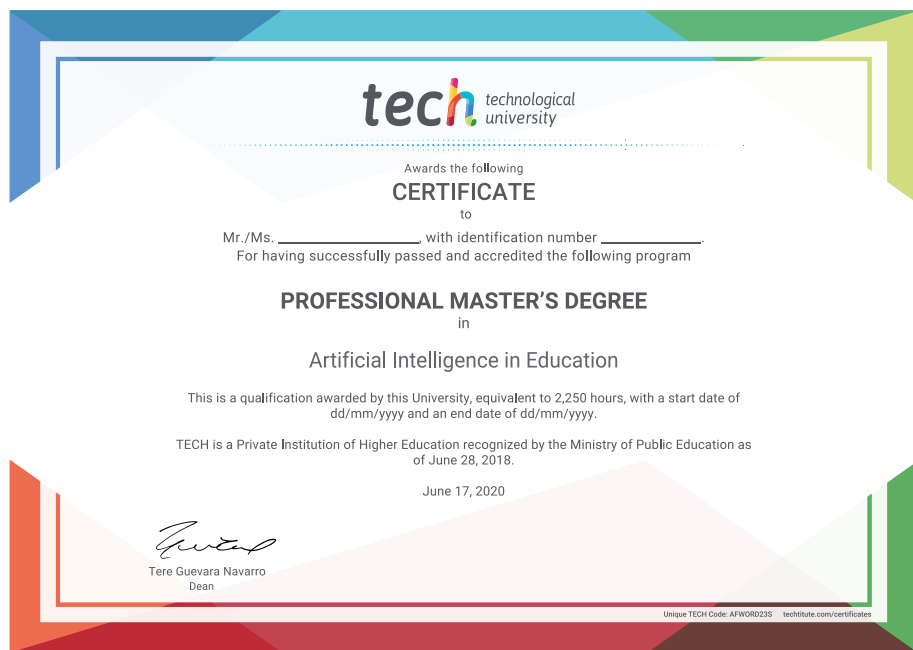 tech technological
university
Awards the following
CERTIFICATE
to
Mr./Ms. ____________________, with identification number ______________.
For having successfully passed and accredited the following program
PROFESSIONAL MASTER’S DEGREE
in
Artificial Intelligence in Education
This is a qualification awarded by this University, equivalent to 2,250 hours, with a start date of
dd/mm/yyyy and an end date of dd/mm/yyyy.
TECH is a Private Institution of Higher Education recognized by the Ministry of Public Education as
of June 28, 2018.
June 17, 2020
Tere Guevara Navarro
Dean
Unique TECH Code: AFWORD23S techtitute.com/certificates